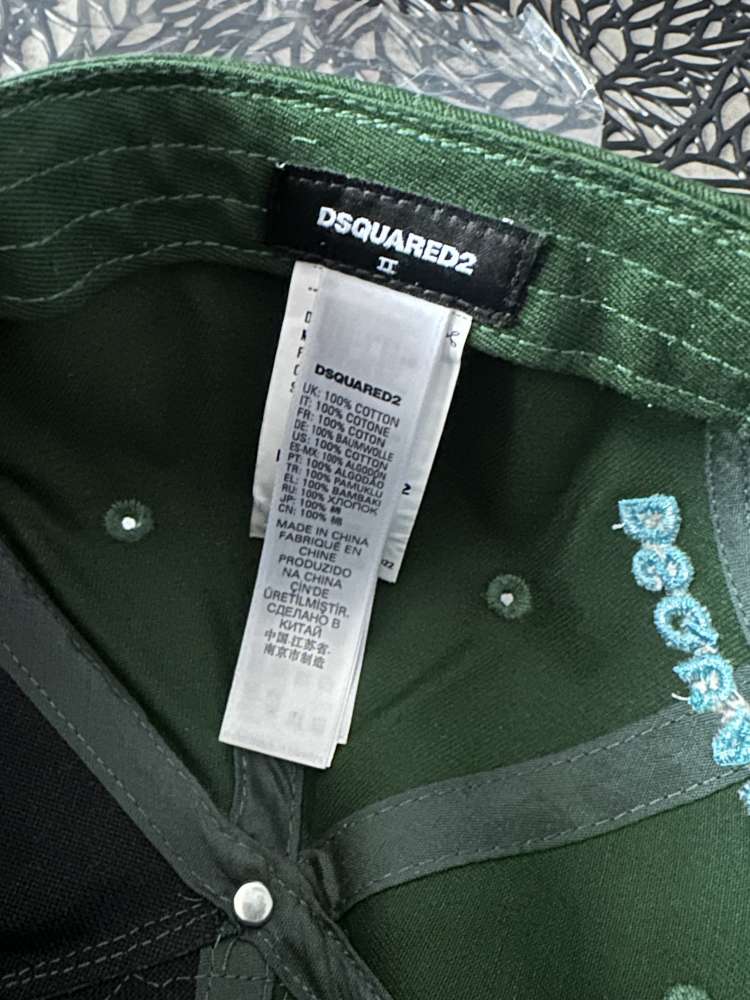 DSQUARED2
II
DSQUARED2
UK: 100% COTTON
IT: 100% COTONE
FR: 100% COTON
DE: 100% BAUMWOLLE
US: 100% COTTON
ES-MX: 100% ALGODÓN
PT: 100% ALGODÃO
TR: 100% PAMUKLU
EL: 100% BAMBAKI
RU: 100% ХЛОПОК
JP: 100% 綿
CN: 100% 棉
MADE IN CHINA
FABRIQUÉ EN
CHINE
PRODUZIDO
NA CHINA
ÇİN'DE
ÜRETİLMİŞTİR.
СДЕЛАНО В
КИТАЙ
中国.江苏省.
南京市制造